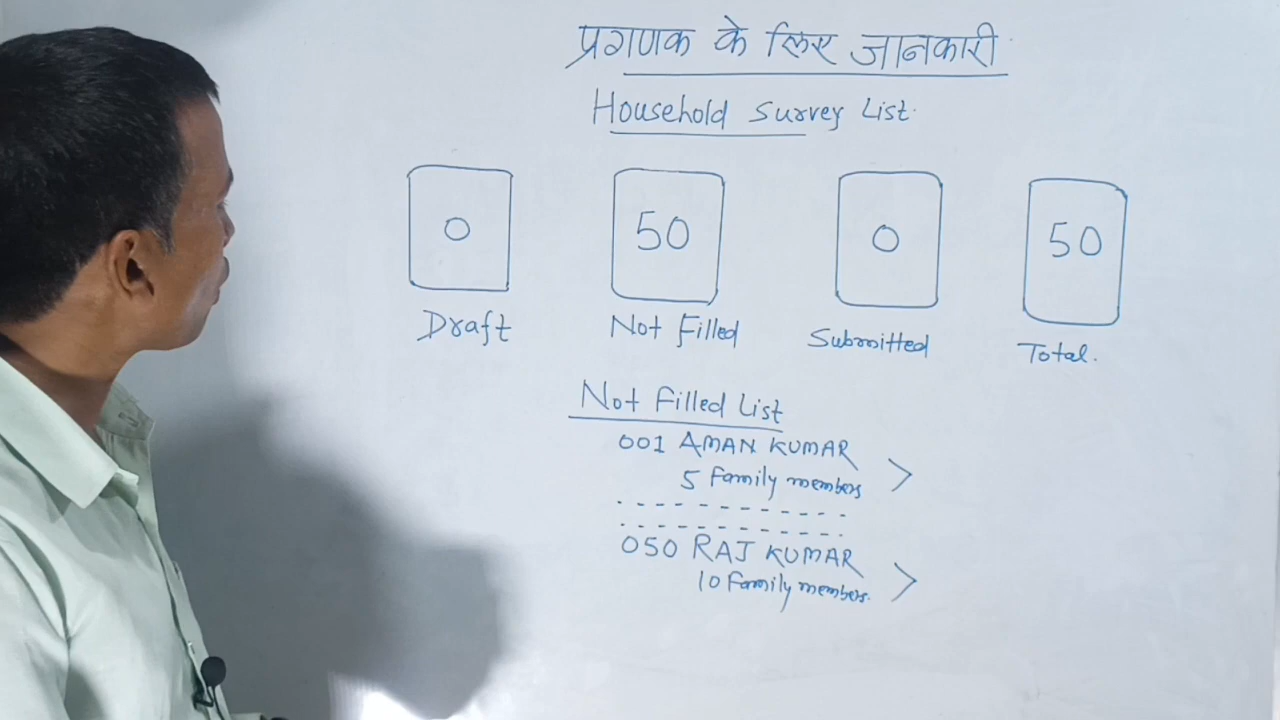 प्रगणक के लिए जानकारी
Household Survey List.
0 50 0 50
Draft Not Filled Submitted Total.
Not Filled List
001 AMAN KUMAR >
5 Family members
050 RAJ KUMAR >
10 Family members.